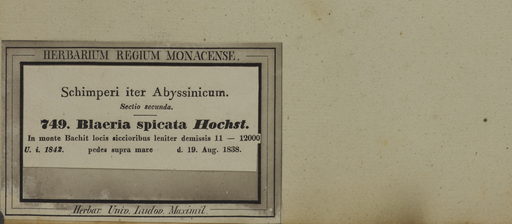 HERBARIUM REGIUM MONACENSE.
Schimperi iter Abyssinicum.
Sectio secunda.
749. Blaeria spicata Hochst.
In monte Bachit locis siccioribus leniter demissis 11 — 12000
U. i. 1842. pedes supra mare d. 19. Aug. 1838.
Herbar. Univ. Ludov. Maximil.